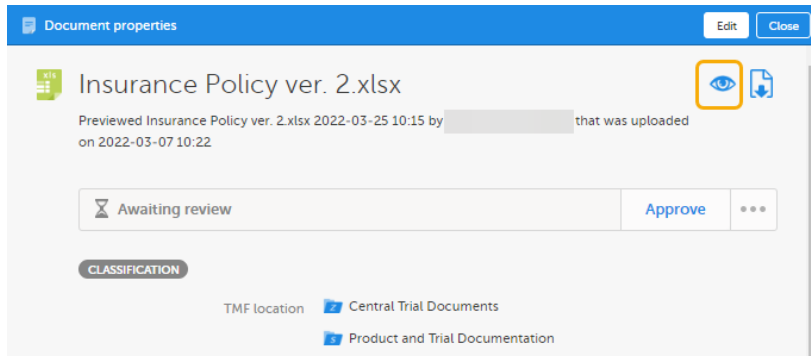 Document properties Edit Close
xls
Insurance Policy ver. 2.xlsx
Previewed Insurance Policy ver. 2.xlsx 2022-03-25 10:15 by that was uploaded
on 2022-03-07 10:22
Awaiting review Approve
CLASSIFICATION
TMF location Z Central Trial Documents
S Product and Trial Documentation